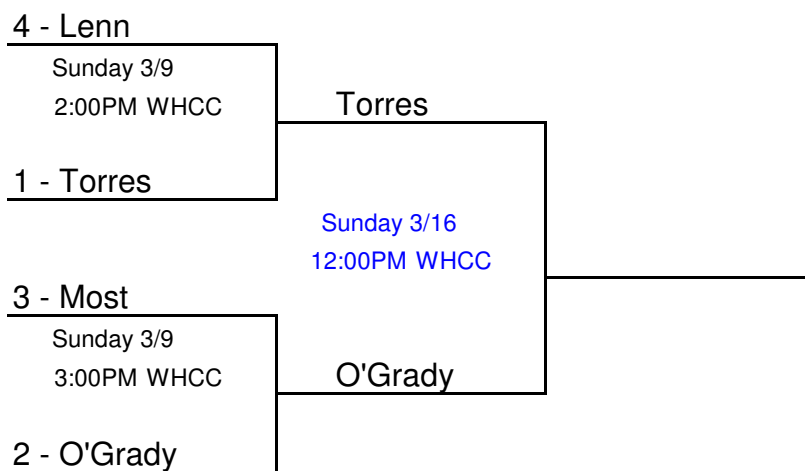 4 - Lenn
Sunday 3/9
2:00PM WHCC
Torres
1 - Torres
Sunday 3/16
12:00PM WHCC
3 - Most
Sunday 3/9
3:00PM WHCC
O'Grady
2 - O'Grady